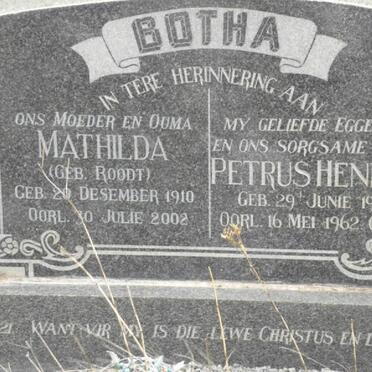 BOTHA
IN TERE HERINNERING AAN
ONS MOEDER EN OUMA
MATHILDA
(GEB. ROODT)
GEB. 20 DESEMBER 1910
OORL. 30 JULIE 2002
MY GELIEFDE EGGE
EN ONS SORGSAME
PETRUS HEN
GEB. 29 JUNIE 19
OORL. 16 MEI 1962
21 WANT VIR MY IS DIE LEWE CHRISTUS EN